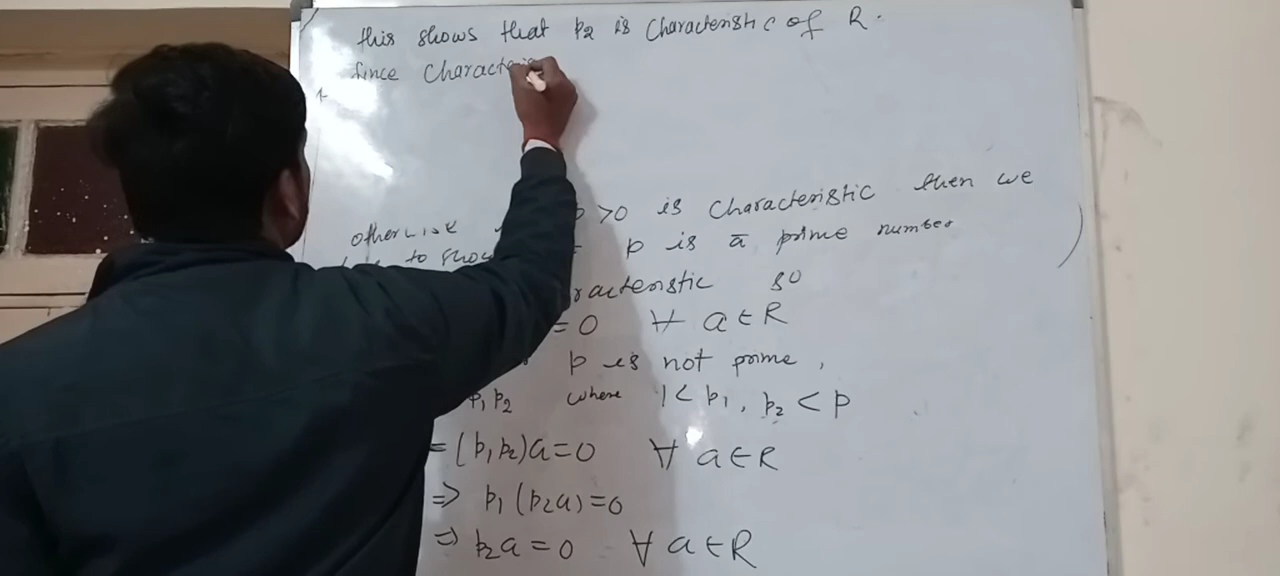 this shows that p₂ is Characteristic of R.
Since Characte
otherwise p >0 is Characteristic then we
to show p is a prime number
racteristic so
=0 ∀ a ∈ R
p is not prime,
p₁ p₂ where 1 < p₁, p₂ < p
= (p₁ p₂)a = 0 ∀ a ∈ R
=> p₁ (p₂a) = 0
=> p₂a = 0 ∀ a ∈ R